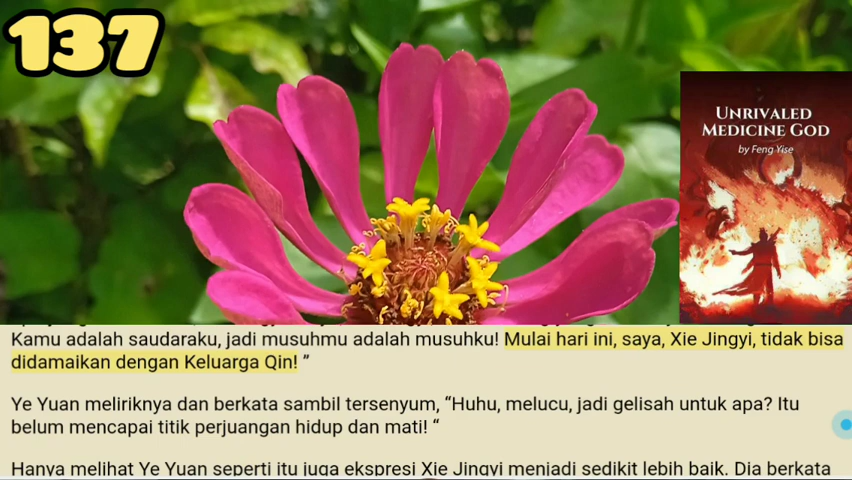 137
UNRIVALED
MEDICINE GOD
by Feng Yise
Kamu adalah saudaraku, jadi musuhmu adalah musuhku! Mulai hari ini, saya, Xie Jingyi, tidak bisa
didamaikan dengan Keluarga Qin! ”
Ye Yuan meliriknya dan berkata sambil tersenyum, “Huhu, melucu, jadi gelisah untuk apa? Itu
belum mencapai titik perjuangan hidup dan mati! “
Hanya melihat Ye Yuan seperti itu juga ekspresi Xie Jingyi menjadi sedikit lebih baik. Dia berkata